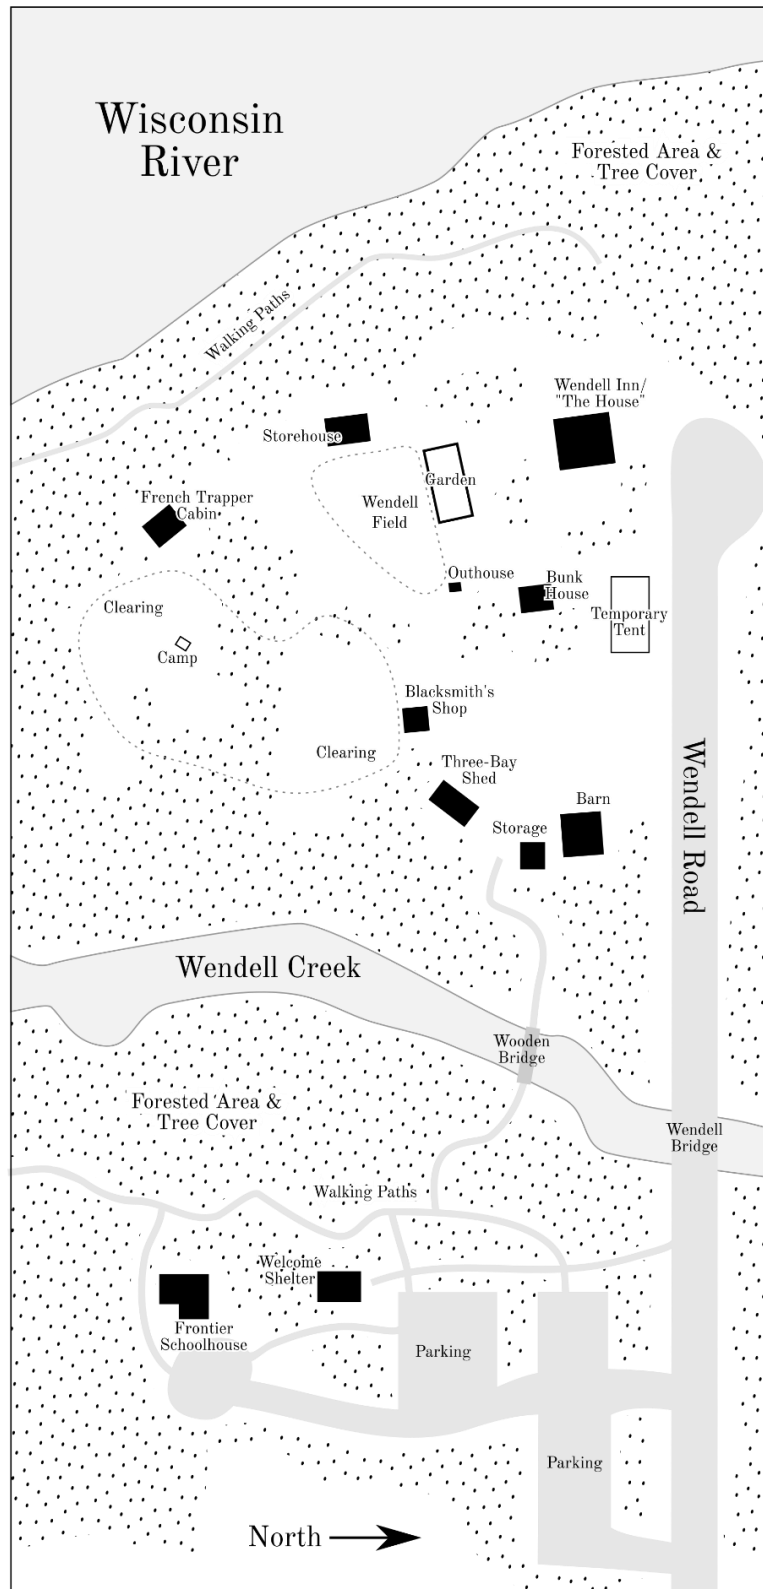 Wisconsin
River
Forested Area &
Tree Cover
Walking Paths
Wendell Inn/
"The House"
Storehouse
Garden
Wendell
Field
French Trapper
Cabin
Outhouse
Bunk
House
Clearing
Temporary
Tent
Camp
Blacksmith's
Shop
Clearing
Three-Bay
Shed
Barn
Storage
Wendell Road
Wendell Creek
Wooden
Bridge
Forested Area &
Tree Cover
Wendell
Bridge
Walking Paths
Welcome
Shelter
Frontier
Schoolhouse
Parking
Parking
North